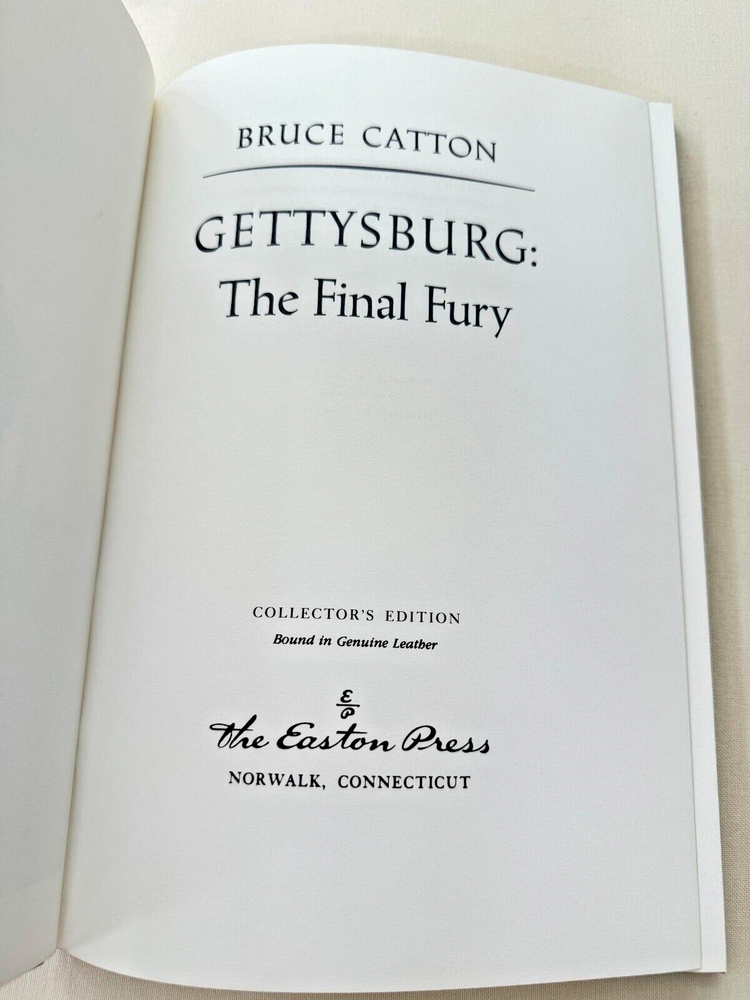 BRUCE CATTON
GETTYSBURG:
The Final Fury
COLLECTOR'S EDITION
Bound in Genuine Leather
E
P
The Easton Press
NORWALK, CONNECTICUT